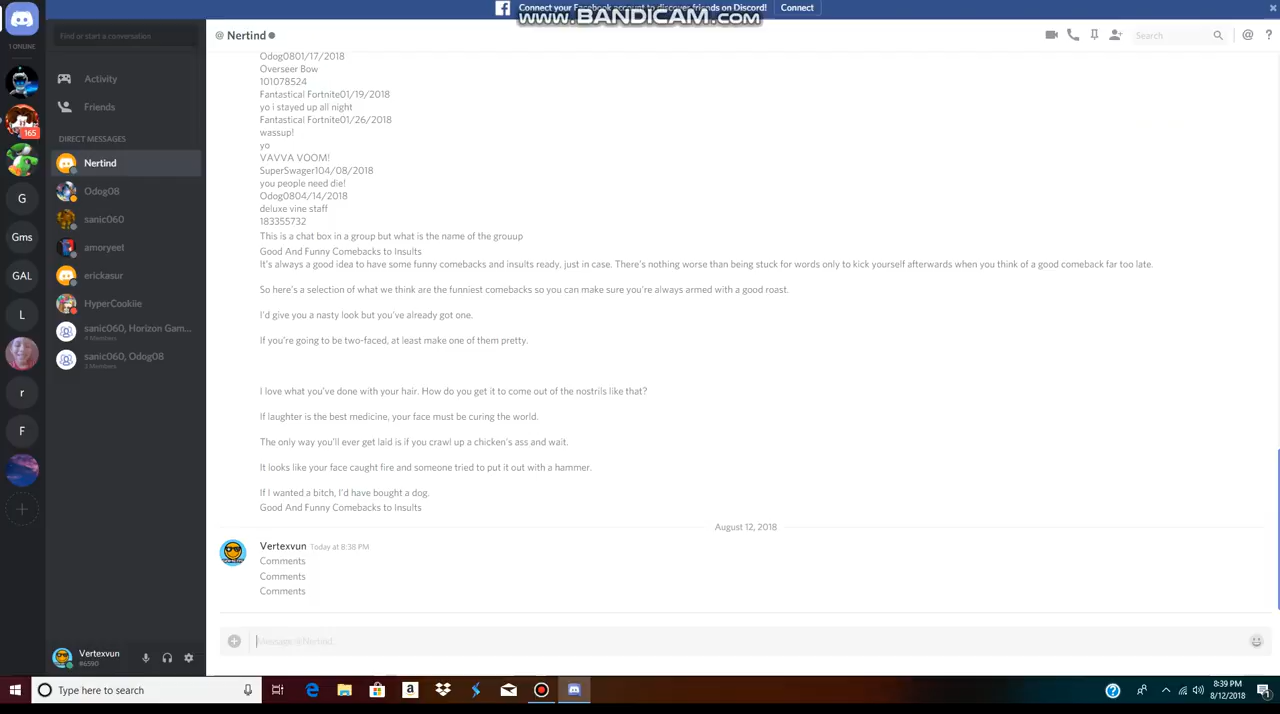 Connect your Facebook account to discover friends on Discord!
Connect
www.BANDICAM.com
1 ONLINE
Find or start a conversation
@ Nertind
Search
@
?
Activity
Friends
DIRECT MESSAGES
Nertind
Odog08
sanic060
amoryeet
erickasur
HyperCookiie
sanic060, Horizon Gam...
4 Members
sanic060, Odog08
3 Members
165
G
Gms
GAL
L
r
F
Odog0801/17/2018
Overseer Bow
101078524
Fantastical Fortnite01/19/2018
yo i stayed up all night
Fantastical Fortnite01/26/2018
wassup!
yo
VAVVA VOOM!
SuperSwager104/08/2018
you people need die!
Odog0804/14/2018
deluxe vine staff
183355732
This is a chat box in a group but what is the name of the grouup
Good And Funny Comebacks to Insults
It's always a good idea to have some funny comebacks and insults ready, just in case. There's nothing worse than being stuck for words only to kick yourself afterwards when you think of a good comeback far too late.
So here's a selection of what we think are the funniest comebacks so you can make sure you're always armed with a good roast.
I'd give you a nasty look but you've already got one.
If you're going to be two-faced, at least make one of them pretty.
I love what you've done with your hair. How do you get it to come out of the nostrils like that?
If laughter is the best medicine, your face must be curing the world.
The only way you'll ever get laid is if you crawl up a chicken's ass and wait.
It looks like your face caught fire and someone tried to put it out with a hammer.
If I wanted a bitch, I'd have bought a dog.
Good And Funny Comebacks to Insults
August 12, 2018
Vertexvun Today at 8:38 PM
Comments
Comments
Comments
Message @Nertind
Vertexvun
#6590
Type here to search
8:39 PM
8/12/2018